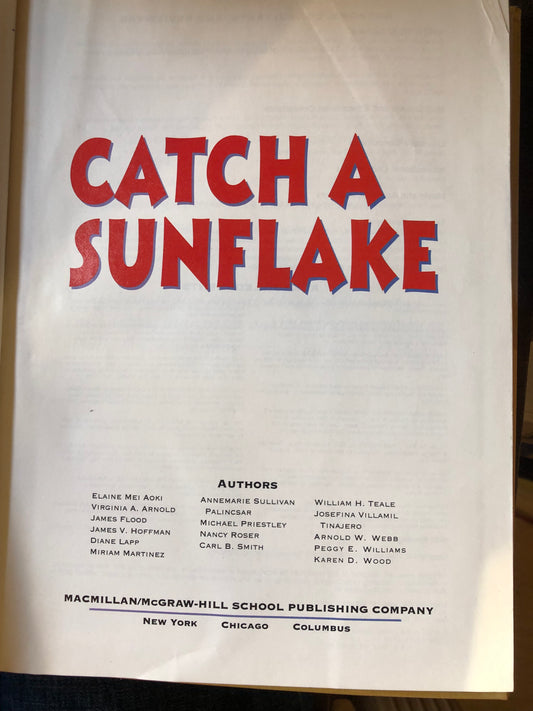 CATCH A
SUNFLAKE
AUTHORS
ELAINE MEI AOKI
VIRGINIA A. ARNOLD
JAMES FLOOD
JAMES V. HOFFMAN
DIANE LAPP
MIRIAM MARTINEZ
ANNEMARIE SULLIVAN
PALINCSAR
MICHAEL PRIESTLEY
NANCY ROSER
CARL B. SMITH
WILLIAM H. TEALE
JOSEFINA VILLAMIL
TINAJERO
ARNOLD W. WEBB
PEGGY E. WILLIAMS
KAREN D. WOOD
MACMILLAN/MCGRAW-HILL SCHOOL PUBLISHING COMPANY
NEW YORK CHICAGO COLUMBUS